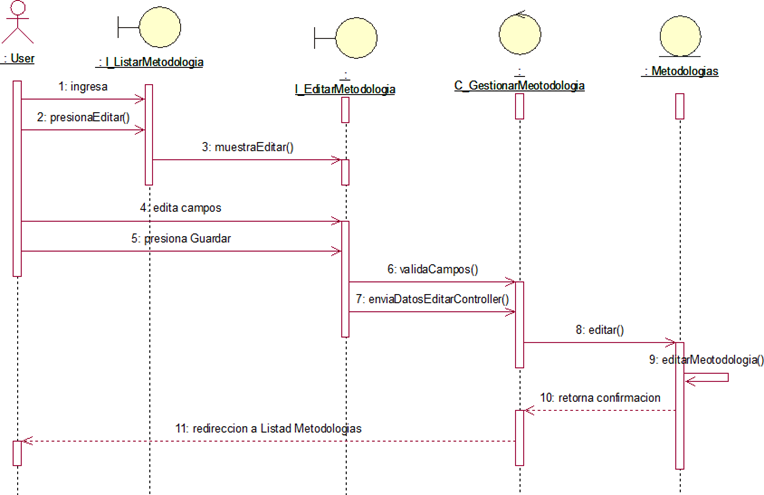 : User
: I_ListarMetodologia
:
I_EditarMetodologia
:
C_GestionarMeotodologia
: Metodologias
1: ingresa
2: presionaEditar()
3: muestraEditar()
4: edita campos
5: presiona Guardar
6: validaCampos()
7: enviaDatosEditarController()
8: editar()
9: editarMeotodologia()
10: retorna confirmacion
11: redireccion a Listad Metodologias